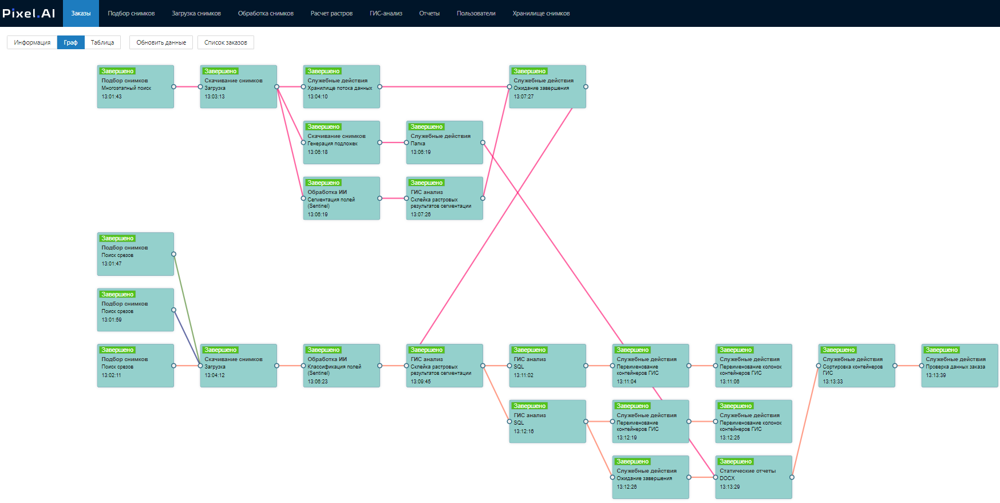 Pixel.AI
Заказы
Подбор снимков
Загрузка снимков
Обработка снимков
Расчет растров
ГИС-анализ
Отчеты
Пользователи
Хранилище снимков
Информация
Граф
Таблица
Обновить данные
Список заказов
Завершено
Подбор снимков
Многоэтапный поиск
13:01:43
Завершено
Скачивание снимков
Загрузка
13:03:13
Завершено
Служебные действия
Хранилище потока данных
13:04:10
Завершено
Служебные действия
Ожидание завершения
13:07:27
Завершено
Скачивание снимков
Генерация подложек
13:06:18
Завершено
Служебные действия
Папка
13:06:19
Завершено
Обработка ИИ
Сегментация полей
(Sentinel)
13:06:19
Завершено
ГИС анализ
Склейка растровых
результатов сегментации
13:07:26
Завершено
Подбор снимков
Поиск срезов
13:01:47
Завершено
Подбор снимков
Поиск срезов
13:01:59
Завершено
Подбор снимков
Поиск срезов
13:02:11
Завершено
Скачивание снимков
Загрузка
13:04:12
Завершено
Обработка ИИ
Классификация полей
(Sentinel)
13:06:23
Завершено
ГИС анализ
Склейка растровых
результатов сегментации
13:09:45
Завершено
ГИС анализ
SQL
13:11:02
Завершено
Служебные действия
Переименование
контейнеров ГИС
13:11:04
Завершено
Служебные действия
Переименование колонок
контейнеров ГИС
13:11:06
Завершено
Служебные действия
Сортировка контейнеров
ГИС
13:13:33
Завершено
Служебные действия
Проверка данных заказа
13:13:39
Завершено
ГИС анализ
SQL
13:12:16
Завершено
Служебные действия
Переименование
контейнеров ГИС
13:12:19
Завершено
Служебные действия
Переименование колонок
контейнеров ГИС
13:12:25
Завершено
Служебные действия
Ожидание завершения
13:12:26
Завершено
Статические отчеты
DOCX
13:13:29